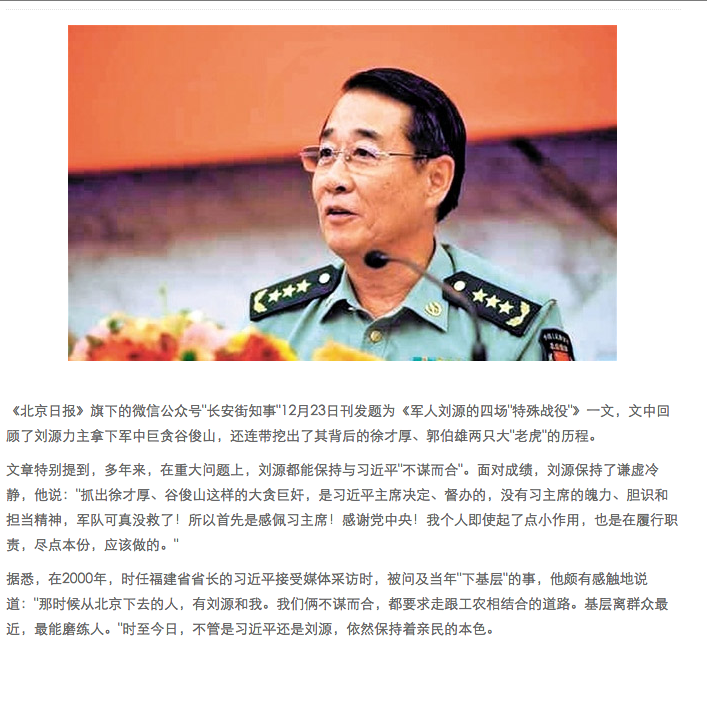 《北京日报》旗下的微信公众号"长安街知事"12月23日刊发题为《军人刘源的四场"特殊战役"》一文，文中回
顾了刘源力主拿下军中巨贪谷俊山，还连带挖出了其背后的徐才厚、郭伯雄两只大"老虎"的历程。
文章特别提到，多年来，在重大问题上，刘源都能保持与习近平"不谋而合"。面对成绩，刘源保持了谦虚冷
静，他说："抓出徐才厚、谷俊山这样的大贪巨奸，是习近平主席决定、督办的，没有习主席的魄力、胆识和
担当精神，军队可真没救了！所以首先是感佩习主席！感谢党中央！我个人即使起了点小作用，也是在履行职
责，尽点本份，应该做的。"
据悉，在2000年，时任福建省省长的习近平接受媒体采访时，被问及当年"下基层"的事，他颇有感触地说
道："那时候从北京下去的人，有刘源和我。我们俩不谋而合，都要求走跟工农相结合的道路。基层离群众最
近，最能磨练人。"时至今日，不管是习近平还是刘源，依然保持着亲民的本色。